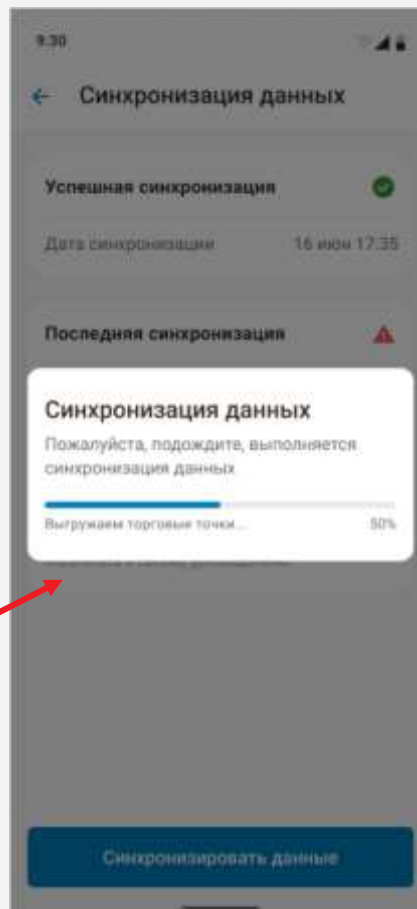 9:30
Синхронизация данных
Успешная синхронизация
Дата синхронизации 16 июн 17:35
Последняя синхронизация
Синхронизация данных
Пожалуйста, подождите, выполняется
синхронизация данных
Выгружаем торговые точки... 50%
Синхронизировать данные